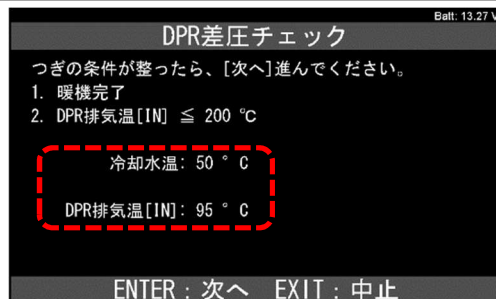 Batt: 13.27 V
DPR差圧チェック
つぎの条件が整ったら、[次へ]進んでください。
1. 暖機完了
2. DPR排気温[IN] ≦ 200 ℃
冷却水温: 50 ° C
DPR排気温[IN]: 95 ° C
ENTER : 次へ EXIT : 中止